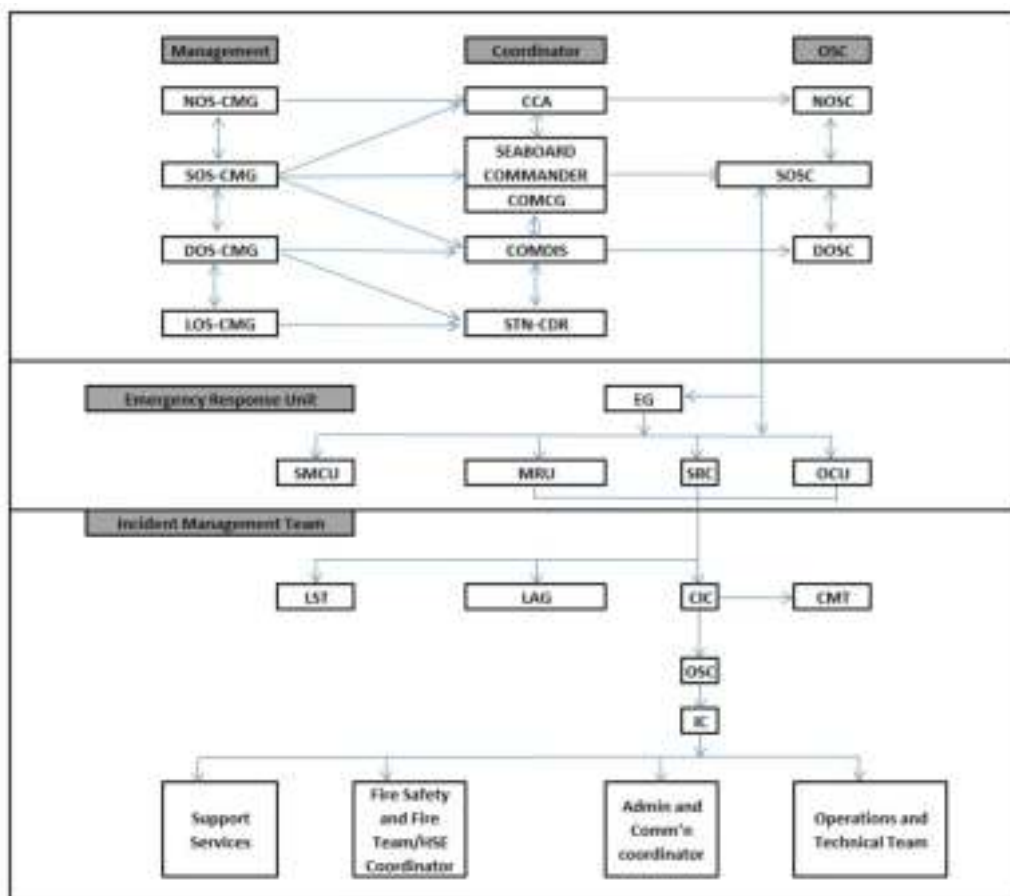 Management
Coordinator
OSC
NOS-CMG
CCA
NOSC
SEABOARD
SOS-CMG
COMMANDER
SOSC
COMCG
DOS-CMG
COMDIS
DOSC
LOS-CMG
STN-CDR
Emergency Response Unit
EG
SMCU
MRU
SBC
OCU
Incident Management Team
LST
LAG
CIC
CMT
OSC
IC
Support
Services
Fire Safety
and Fire
Team/HSE
Coordinator
Admin and
Comm'n
coordinator
Operations and
Technical Team